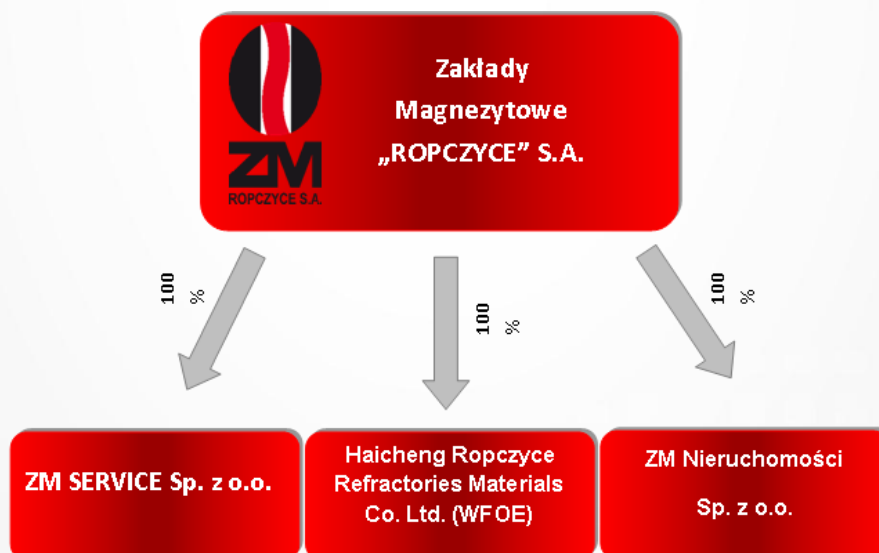 Zakłady
Magnezytowe
„ROPCZYCE” S.A.
ZM
ROPCZYCE S.A.
100
%
100
%
100
%
ZM SERVICE Sp. z o.o.
Haicheng Ropczyce
Refractories Materials
Co. Ltd. (WFOE)
ZM Nieruchomości
Sp. z o.o.